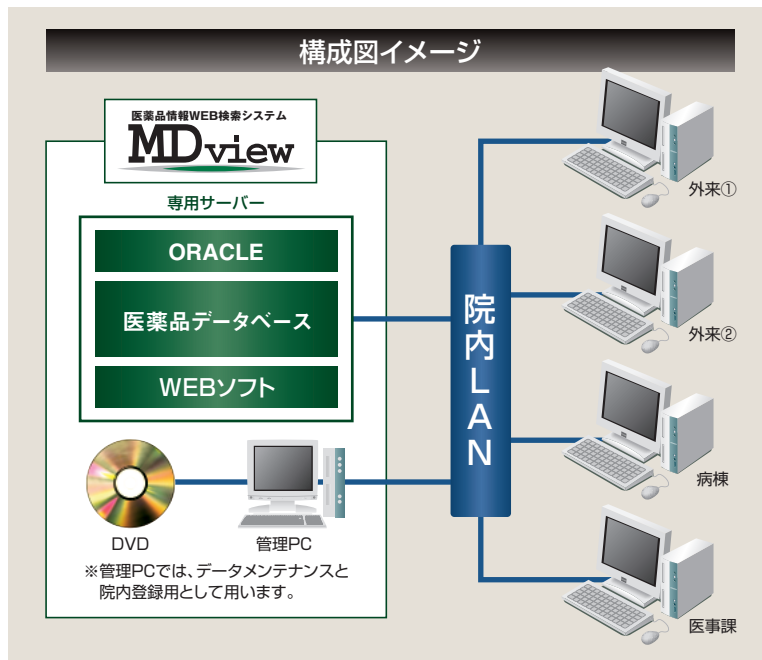 構成図イメージ
医薬品情報WEB検索システム
MDview
専用サーバー
ORACLE
医薬品データベース
WEBソフト
DVD
管理PC
※管理PCでは、データメンテナンスと
院内登録用として用います。
院内LAN
外来①
外来②
病棟
医事課